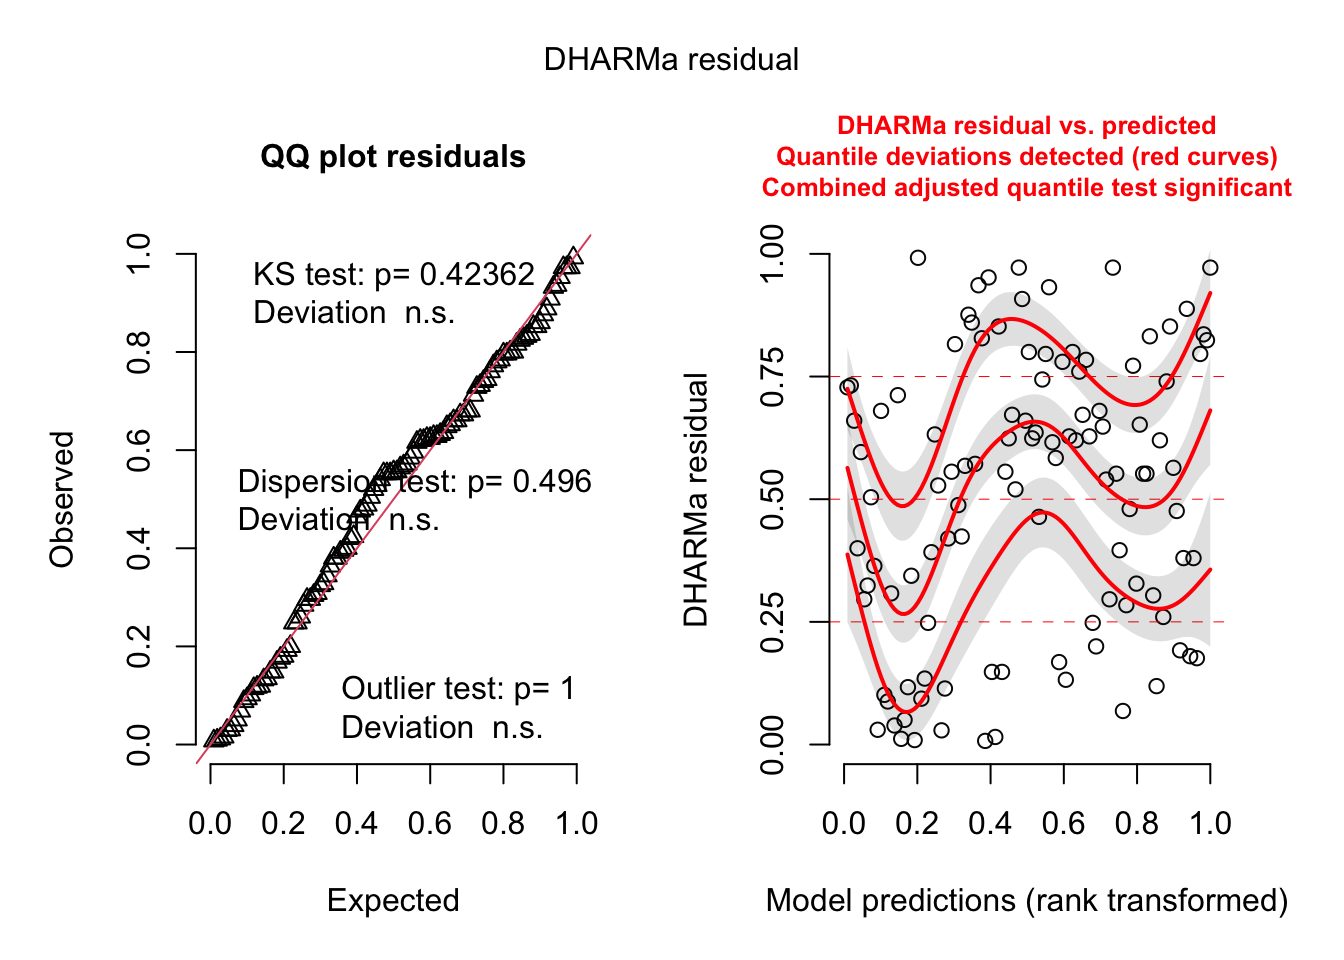 DHARMa residual
QQ plot residuals
KS test: p= 0.42362
Deviation  n.s.
Dispersion test: p= 0.496
Deviation  n.s.
Outlier test: p= 1
Deviation  n.s.
Observed
0.0 0.2 0.4 0.6 0.8 1.0
0.0 0.2 0.4 0.6 0.8 1.0
Expected
DHARMa residual vs. predicted
Quantile deviations detected (red curves)
Combined adjusted quantile test significant
DHARMa residual
0.00 0.25 0.50 0.75 1.00
0.0 0.2 0.4 0.6 0.8 1.0
Model predictions (rank transformed)